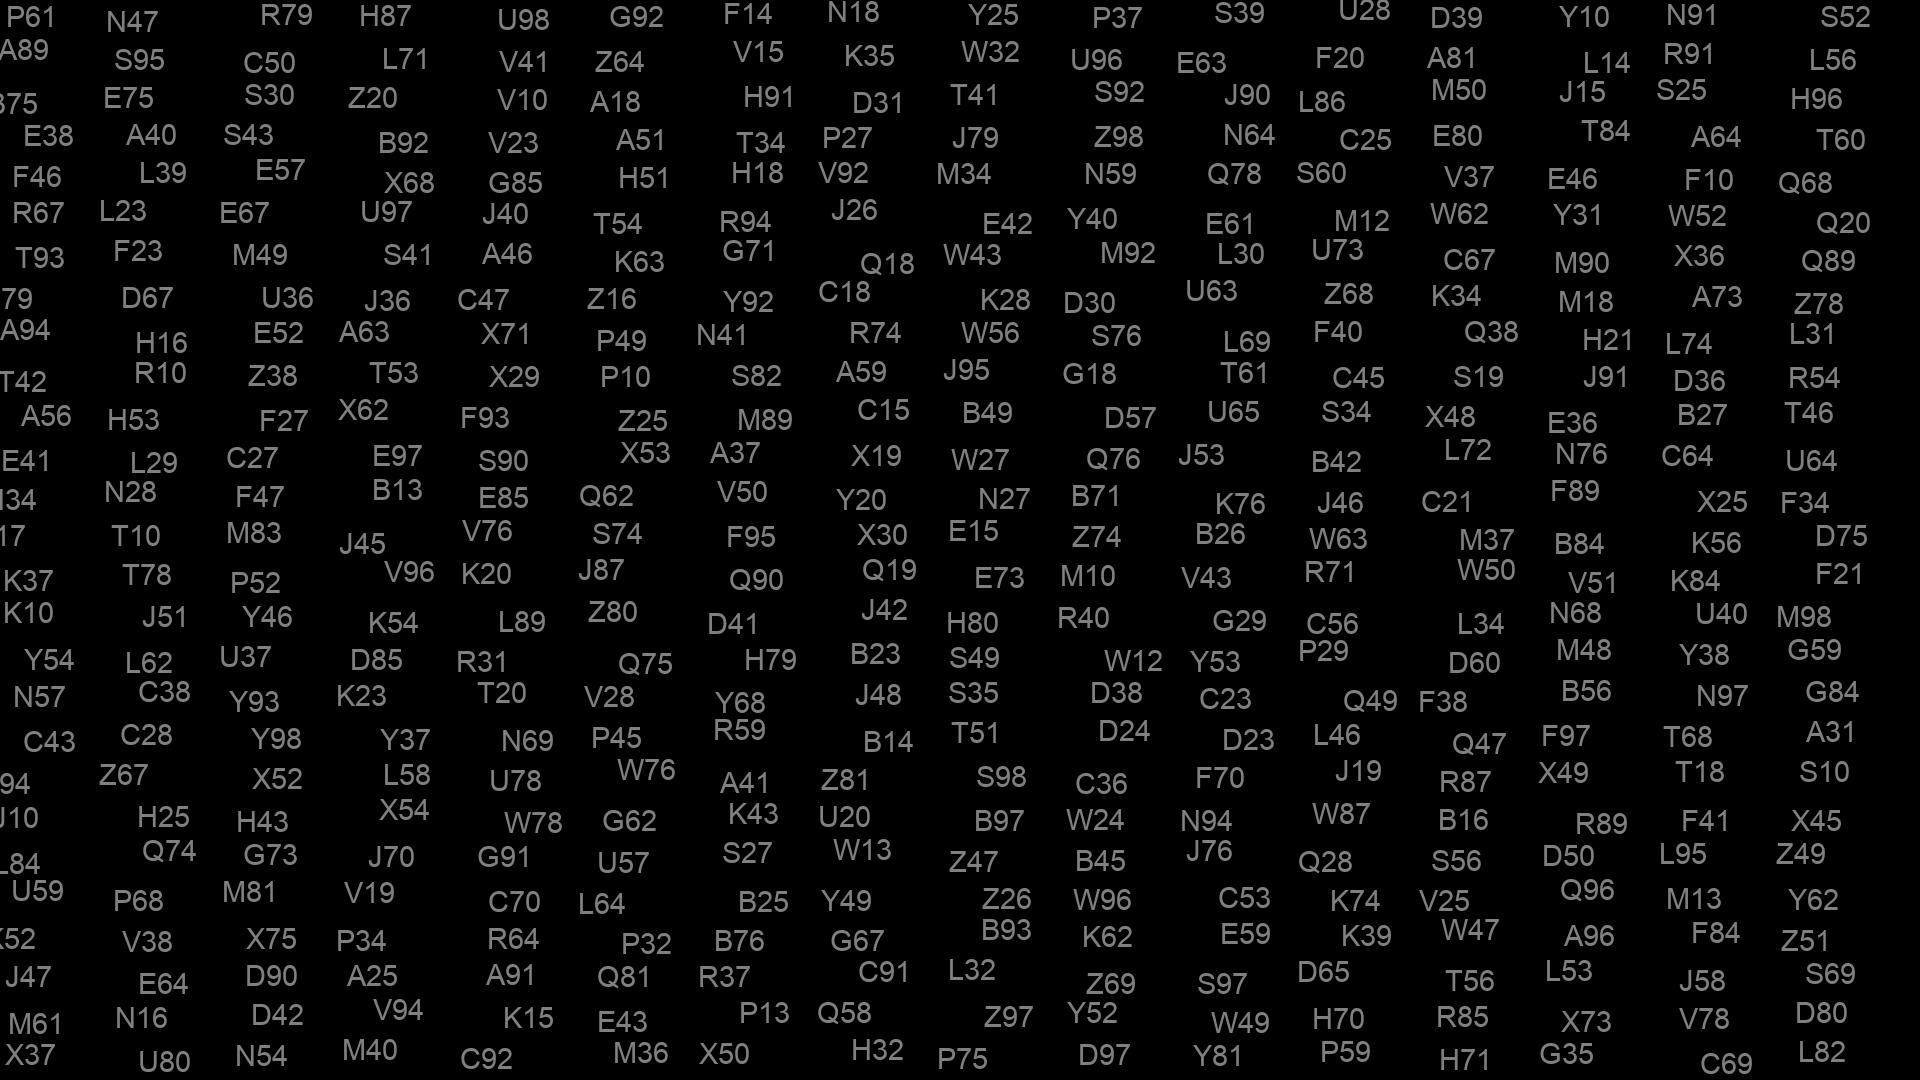 P61 N47 R79 H87 U98 G92 F14 N18 Y25 P37 S39 U28 D39 Y10 N91 S52
A89 S95 C50 L71 V41 Z64 V15 K35 W32 U96 E63 F20 A81 L14 R91 L56
E75 S30 Z20 V10 A18 H91 D31 T41 S92 J90 L86 M50 J15 S25 H96
E38 A40 S43 B92 V23 A51 T34 P27 J79 Z98 N64 C25 E80 T84 A64 T60
F46 L39 E57 X68 G85 H51 H18 V92 M34 N59 Q78 S60 V37 E46 F10 Q68
R67 L23 E67 U97 J40 T54 R94 J26 E42 Y40 E61 M12 W62 Y31 W52 Q20
T93 F23 M49 S41 A46 K63 G71 Q18 W43 M92 L30 U73 C67 M90 X36 Q89
79 D67 U36 J36 C47 Z16 Y92 C18 K28 D30 U63 Z68 K34 M18 A73 Z78
A94 H16 E52 A63 X71 P49 N41 R74 W56 S76 L69 F40 Q38 H21 L74 L31
T42 R10 Z38 T53 X29 P10 S82 A59 J95 G18 T61 C45 S19 J91 D36 R54
A56 H53 F27 X62 F93 Z25 M89 C15 B49 D57 U65 S34 X48 E36 B27 T46
E41 L29 C27 E97 S90 X53 A37 X19 W27 Q76 J53 B42 L72 N76 C64 U64
N28 F47 B13 E85 Q62 V50 Y20 N27 B71 K76 J46 C21 F89 X25 F34
17 T10 M83 J45 V76 S74 F95 X30 E15 Z74 B26 W63 M37 B84 K56 D75
K37 T78 P52 V96 K20 J87 Q90 Q19 E73 M10 V43 R71 W50 V51 K84 F21
K10 J51 Y46 K54 L89 Z80 D41 J42 H80 R40 G29 C56 L34 N68 U40 M98
Y54 L62 U37 D85 R31 Q75 H79 B23 S49 W12 Y53 P29 D60 M48 Y38 G59
N57 C38 Y93 K23 T20 V28 Y68 J48 S35 D38 C23 Q49 F38 B56 N97 G84
C43 C28 Y98 Y37 N69 P45 R59 B14 T51 D24 D23 L46 Q47 F97 T68 A31
94 Z67 X52 L58 U78 W76 A41 Z81 S98 C36 F70 J19 R87 X49 T18 S10
H25 H43 X54 W78 G62 K43 U20 B97 W24 N94 W87 B16 R89 F41 X45
L84 Q74 G73 J70 G91 U57 S27 W13 Z47 B45 J76 Q28 S56 D50 L95 Z49
U59 P68 M81 V19 C70 L64 B25 Y49 Z26 W96 C53 K74 V25 Q96 M13 Y62
V38 X75 P34 R64 P32 B76 G67 B93 K62 E59 K39 W47 A96 F84 Z51
J47 E64 D90 A25 A91 Q81 R37 C91 L32 Z69 S97 D65 T56 L53 J58 S69
M61 N16 D42 V94 K15 E43 P13 Q58 Z97 Y52 W49 H70 R85 X73 V78 D80
X37 U80 N54 M40 C92 M36 X50 H32 P75 D97 Y81 P59 H71 G35 C69 L82